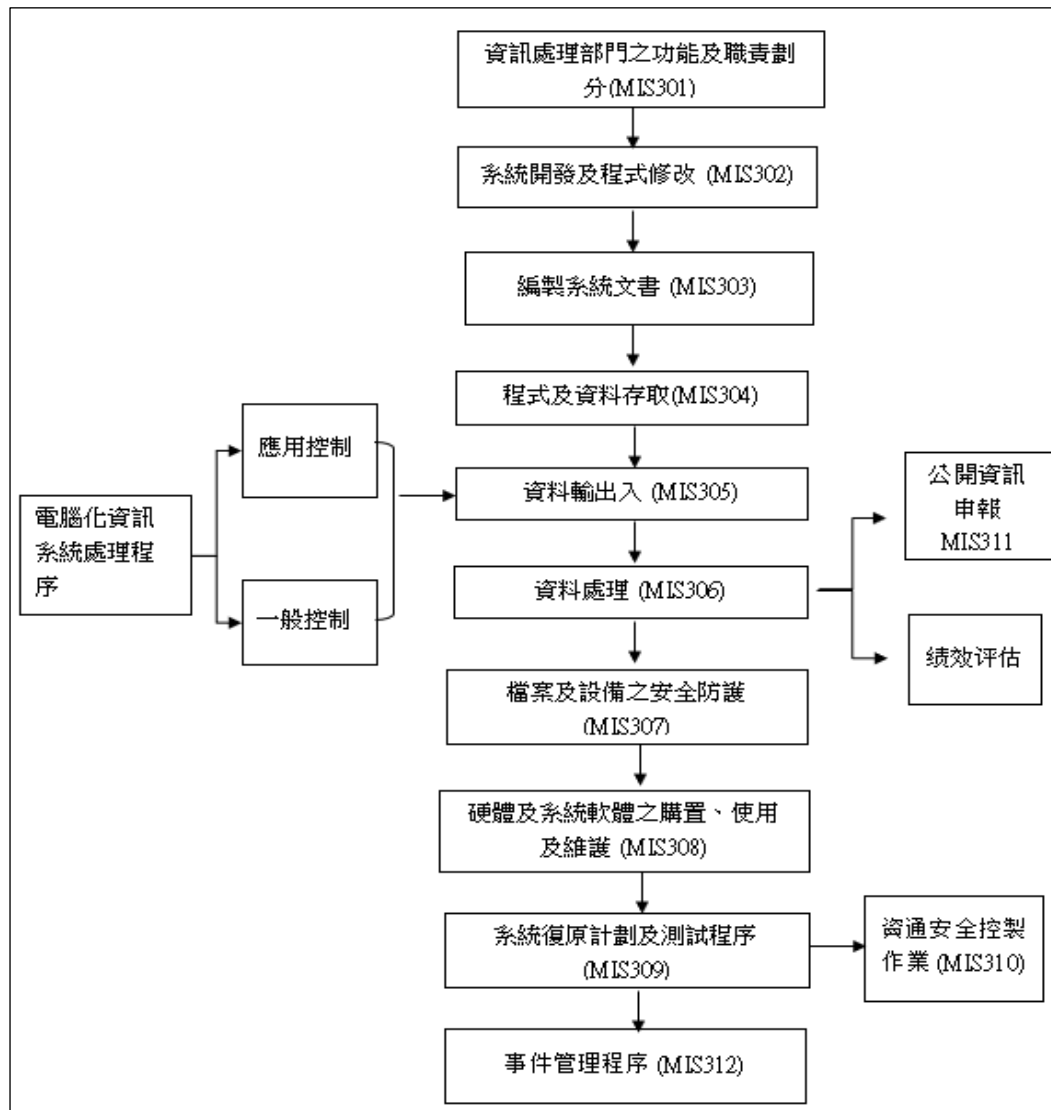 資訊處理部門之功能及職責劃
分(MIS301)
系統開發及程式修改 (MIS302)
編製系統文書 (MIS303)
程式及資料存取(MIS304)
應用控制
資料輸出入 (MIS305)
公開資訊
申報
MIS311
電腦化資訊
系統處理程
序
資料處理 (MIS306)
一般控制
绩效评估
檔案及設備之安全防護
(MIS307)
硬體及系統軟體之購置、使用
及維護 (MIS308)
系統復原計劃及測試程序
(MIS309)
資通安全控製
作業 (MIS310)
事件管理程序 (MIS312)